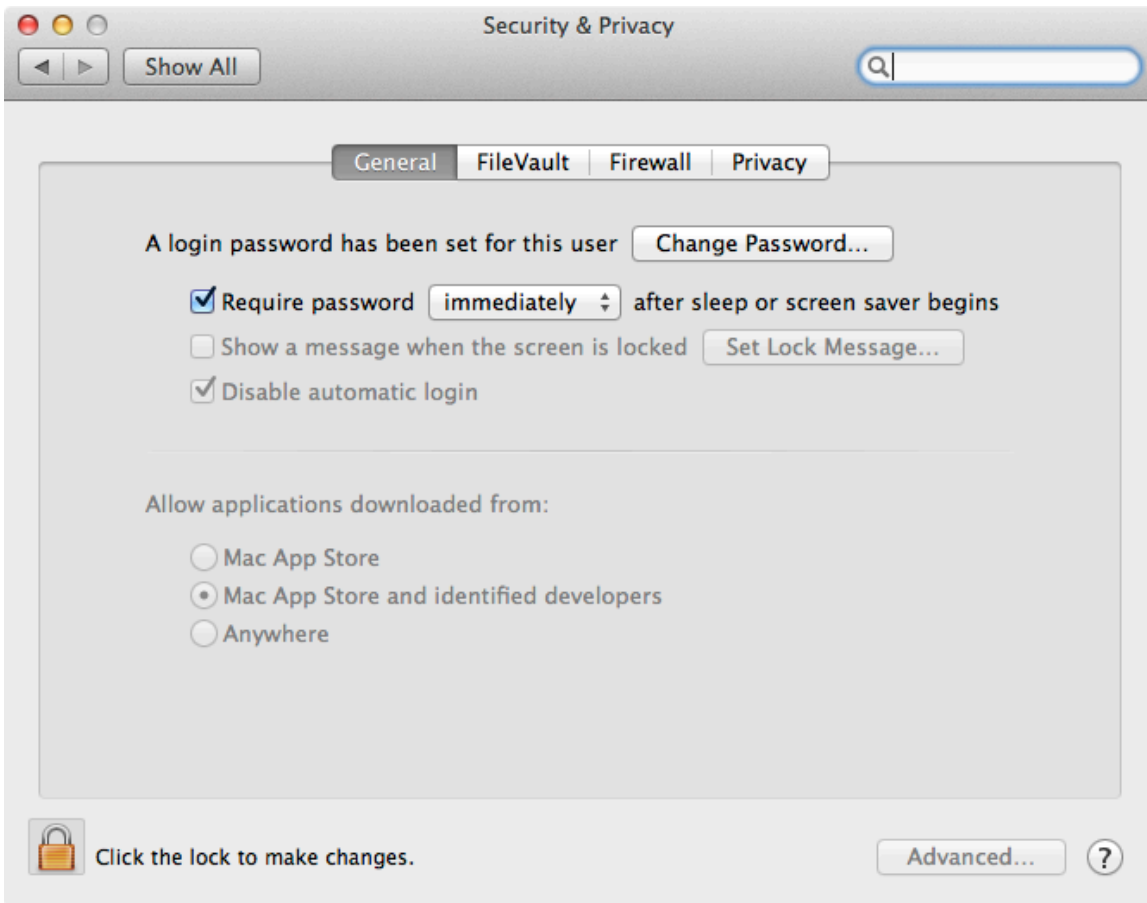 Security & Privacy
Show All
General FileVault Firewall Privacy
A login password has been set for this user Change Password...
Require password immediately after sleep or screen saver begins
Show a message when the screen is locked Set Lock Message...
Disable automatic login
Allow applications downloaded from:
Mac App Store
Mac App Store and identified developers
Anywhere
Click the lock to make changes. Advanced... ?